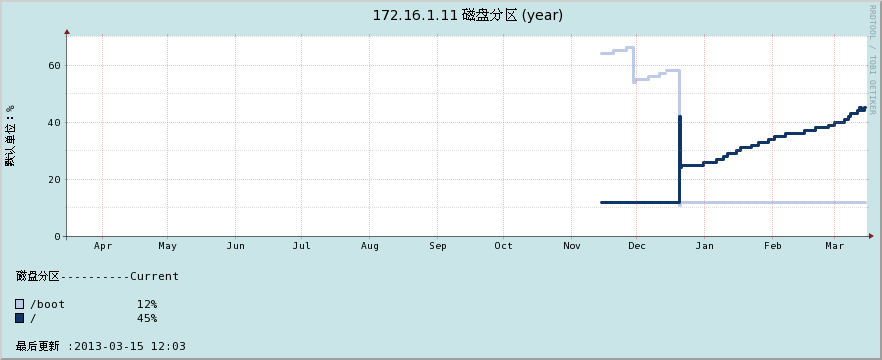 172.16.1.11 磁盘分区 (year)
RRDTOOL / TOBI OETIKER
默认单位：%
60
40
20
0
Apr May Jun Jul Aug Sep Oct Nov Dec Jan Feb Mar
磁盘分区----------Current
/boot 12%
/ 45%
最后更新 :2013-03-15 12:03